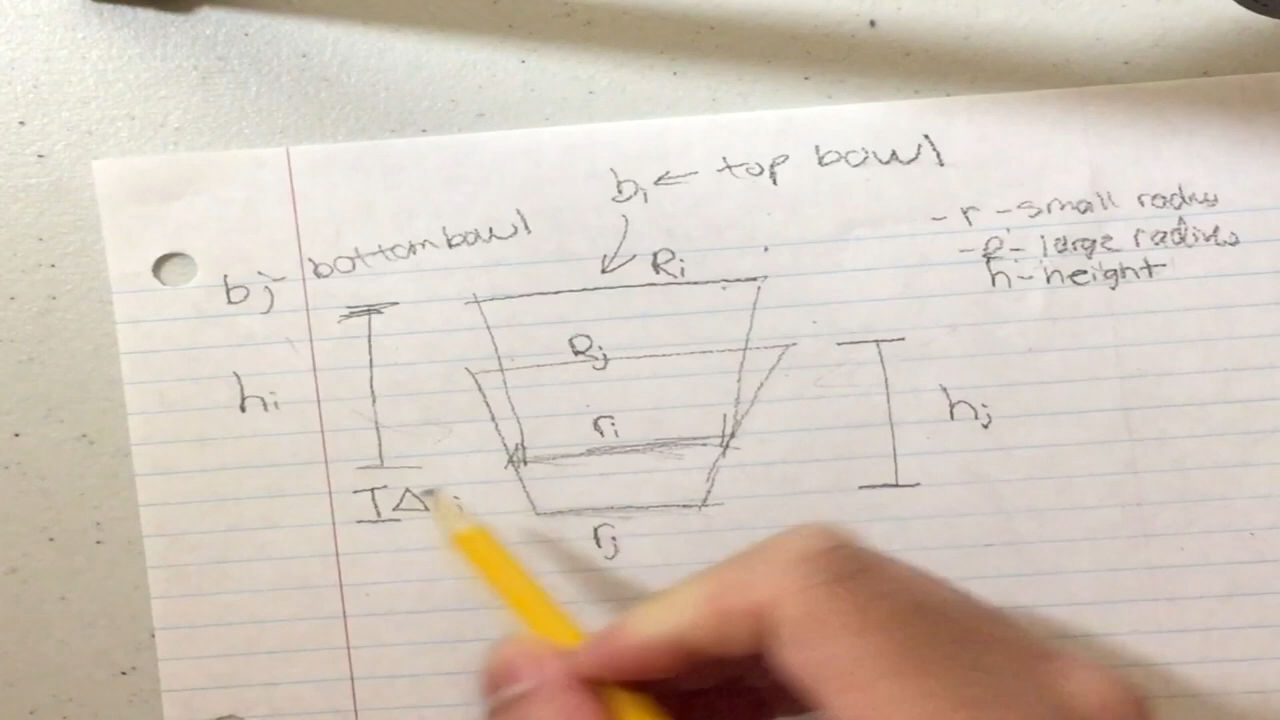 bi ← top bowl
- r - small radius
bj - bottom bowl
- R - large radius
h - height
Ri
Rj
hi
hj
ri
Δ
rj